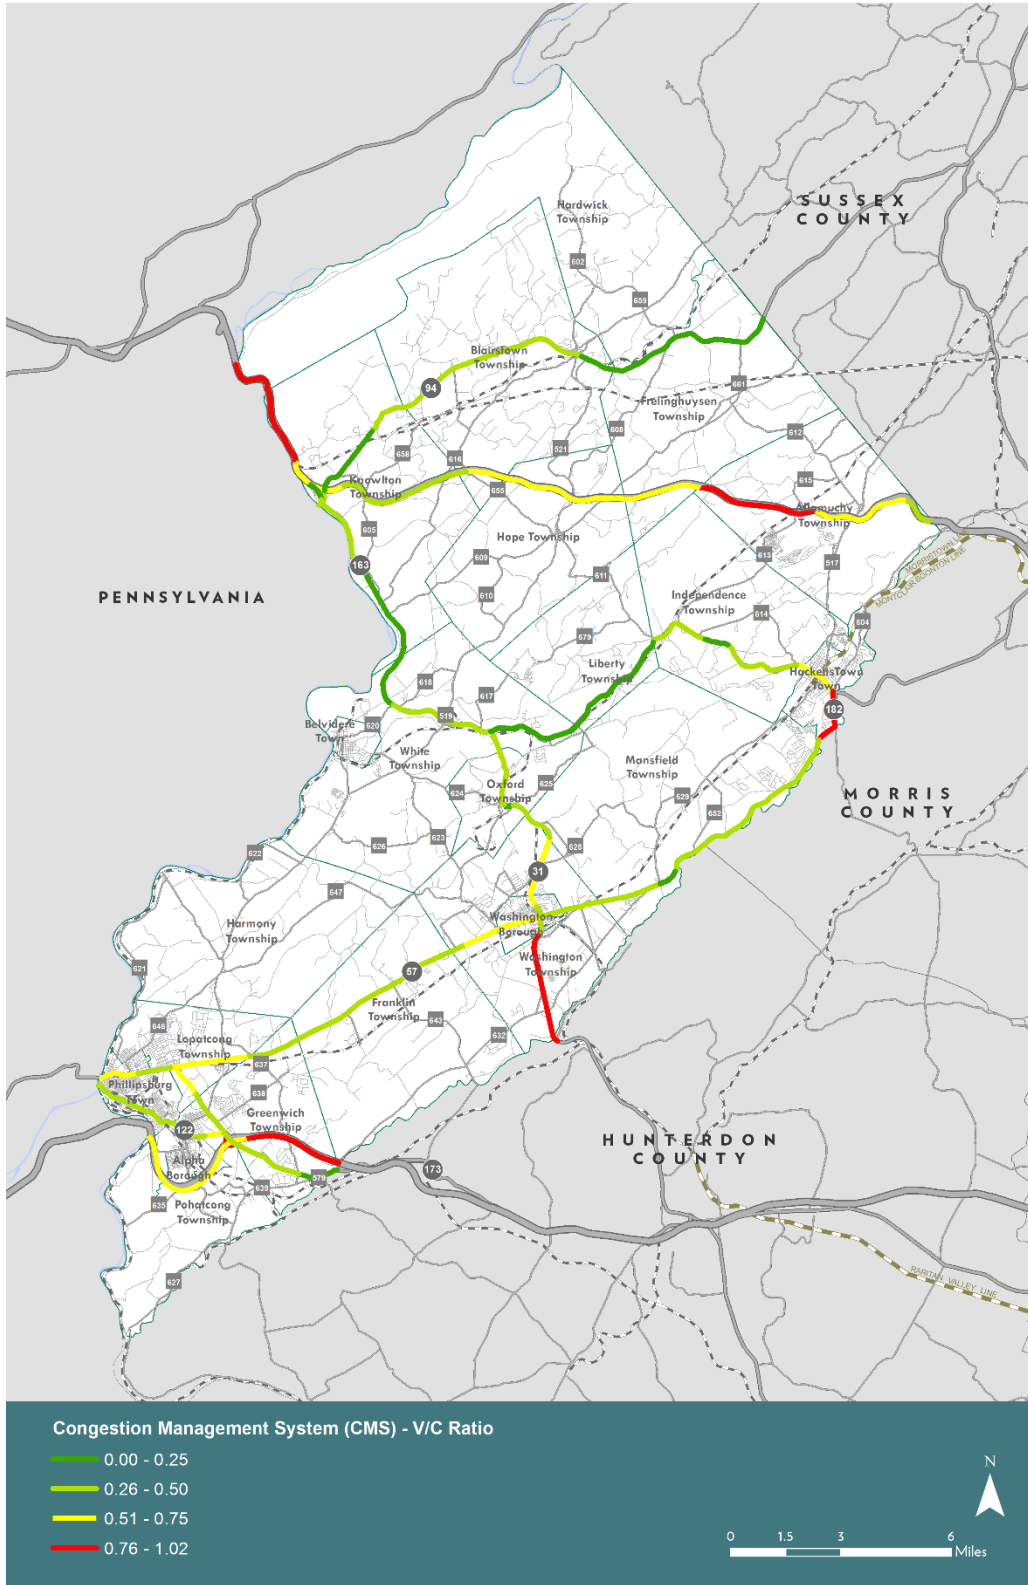 SUSSEX
COUNTY
Hardwick
Township
602
659
Blairstown
Township
94
661
Frelinghuysen
Township
608
612
521
658
616
615
Knowlton
Township
655
Allamuchy
Township
605
Hope Township
613
517
MORRISTOWN LINE
MONTCLAIR BOONTON LINE
609
163
611
610
PENNSYLVANIA
Independence
Township
614
604
679
Liberty
Township
Hackettstown
Town
618
617
182
519
620
Belvidere
Town
White
Township
Mansfield
Township
625
Oxford
Township
624
629
652
MORRIS
COUNTY
623
626
628
622
31
647
Washington
Borough
Harmony
Township
Washington
Township
621
57
Franklin
Township
643
646
632
Lopatcong
Township
637
Phillipsburg
Town
638
Greenwich
Township
122
HUNTERDON
COUNTY
Alpha
Borough
173
579
639
635
Pohatcong
Township
627
RARITAN VALLEY LINE
Congestion Management System (CMS) - V/C Ratio
0.00 - 0.25
0.26 - 0.50
0.51 - 0.75
0.76 - 1.02
N
0 1.5 3 6
Miles